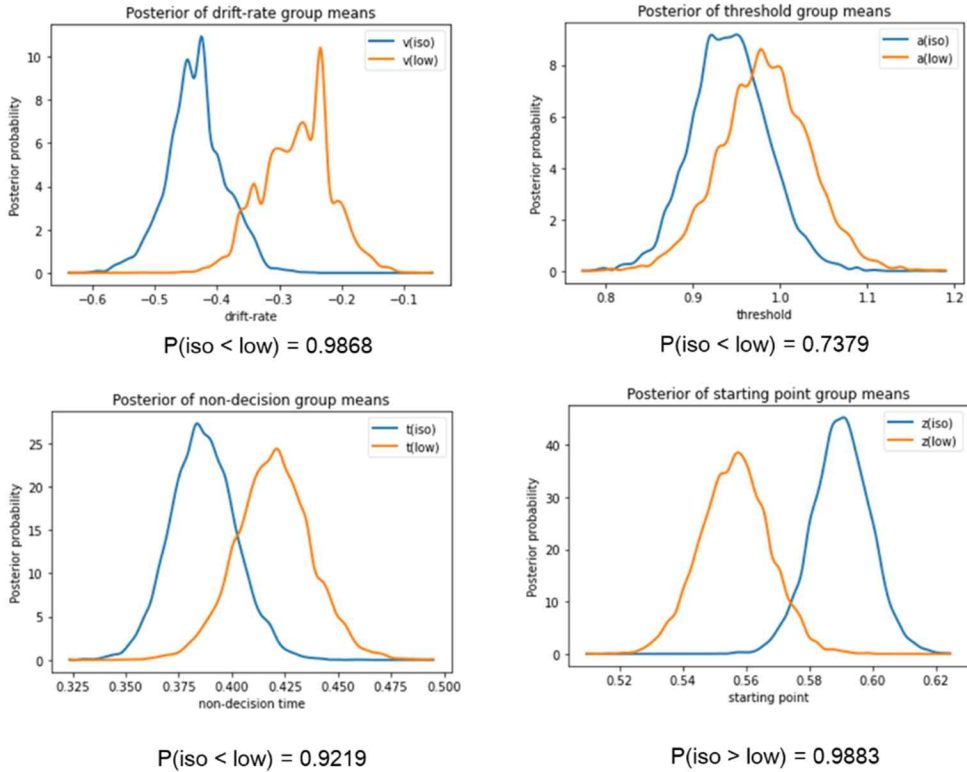 Posterior of drift-rate group means
v(iso)
v(low)
Posterior probability
10
8
6
4
2
0
−0.6 −0.5 −0.4 −0.3 −0.2 −0.1
drift-rate
P(iso < low) = 0.9868
Posterior of threshold group means
a(iso)
a(low)
Posterior probability
8
6
4
2
0
0.8 0.9 1.0 1.1 1.2
threshold
P(iso < low) = 0.7379
Posterior of non-decision group means
t(iso)
t(low)
Posterior probability
25
20
15
10
5
0
0.325 0.350 0.375 0.400 0.425 0.450 0.475 0.500
non-decision time
P(iso < low) = 0.9219
Posterior of starting point group means
z(iso)
z(low)
Posterior probability
40
30
20
10
0
0.52 0.54 0.56 0.58 0.60 0.62
starting point
P(iso > low) = 0.9883